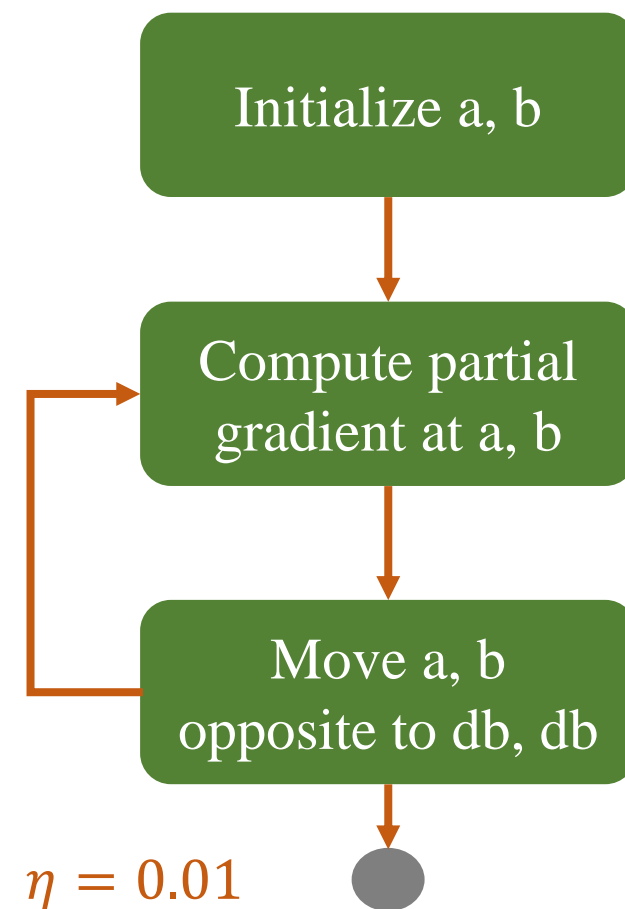 Initialize a, b
Compute partial
gradient at a, b
Move a, b
opposite to db, db
η = 0.01